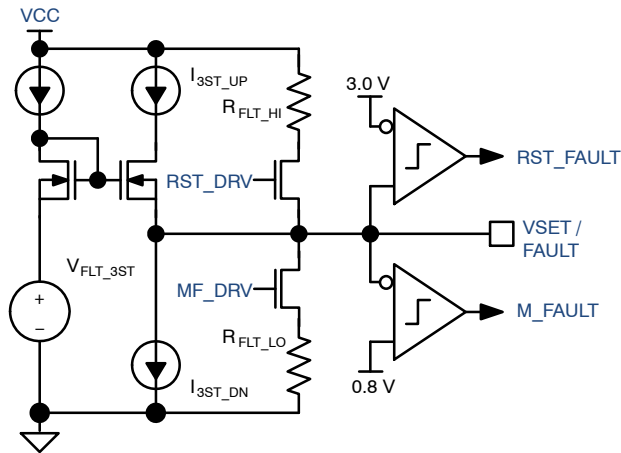 VCC
I3ST_UP
RFLT_HI
3.0 V
RST_DRV
RST_FAULT
VSET /
FAULT
VFLT_3ST
+
–
MF_DRV
M_FAULT
RFLT_LO
I3ST_DN
0.8 V